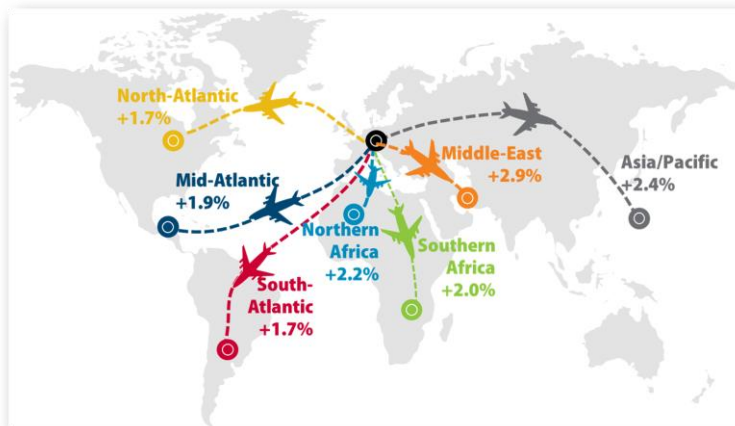 North-Atlantic
+1.7%
Mid-Atlantic
+1.9%
South-
Atlantic
+1.7%
Northern
Africa
+2.2%
Southern
Africa
+2.0%
Middle-East
+2.9%
Asia/Pacific
+2.4%